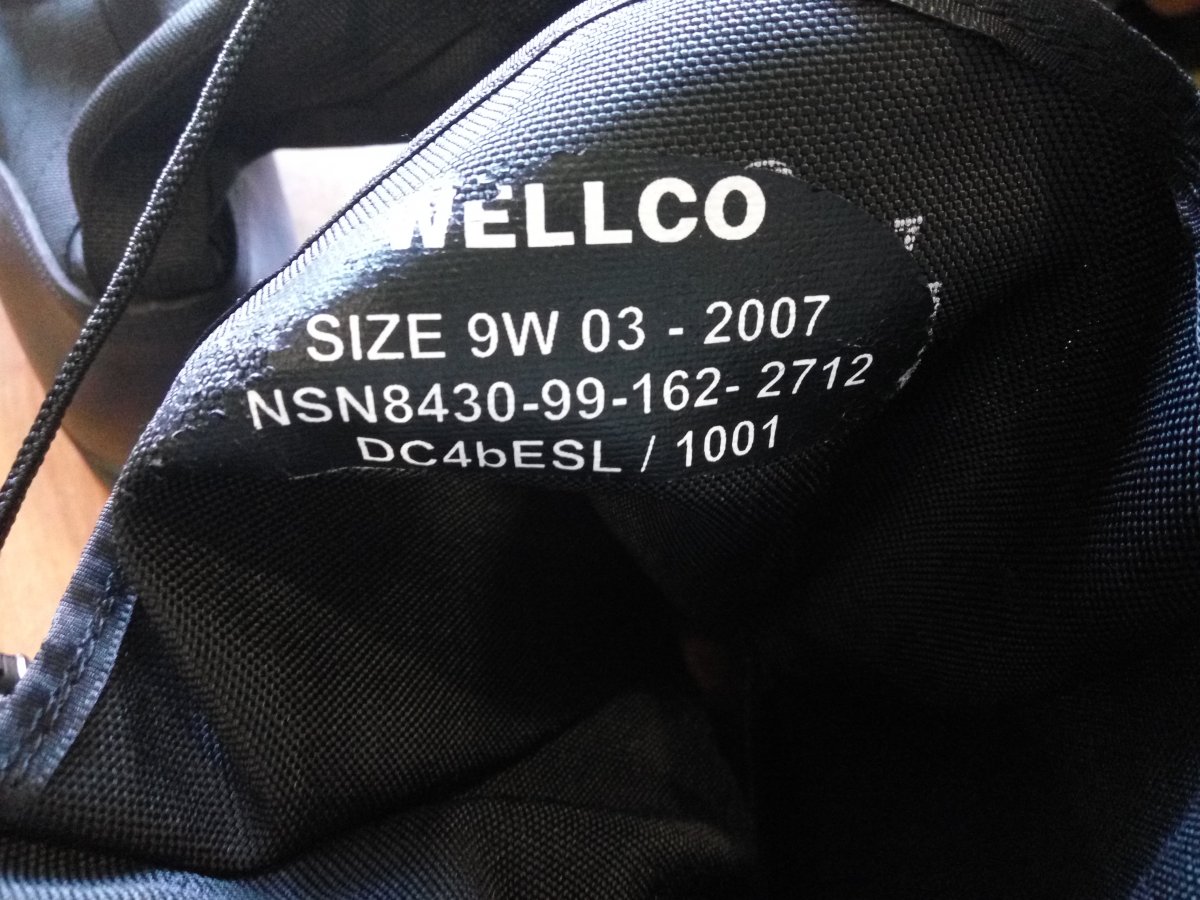 WELLCO
SIZE 9W 03 - 2007
NSN8430-99-162- 2712
DC4bESL / 1001